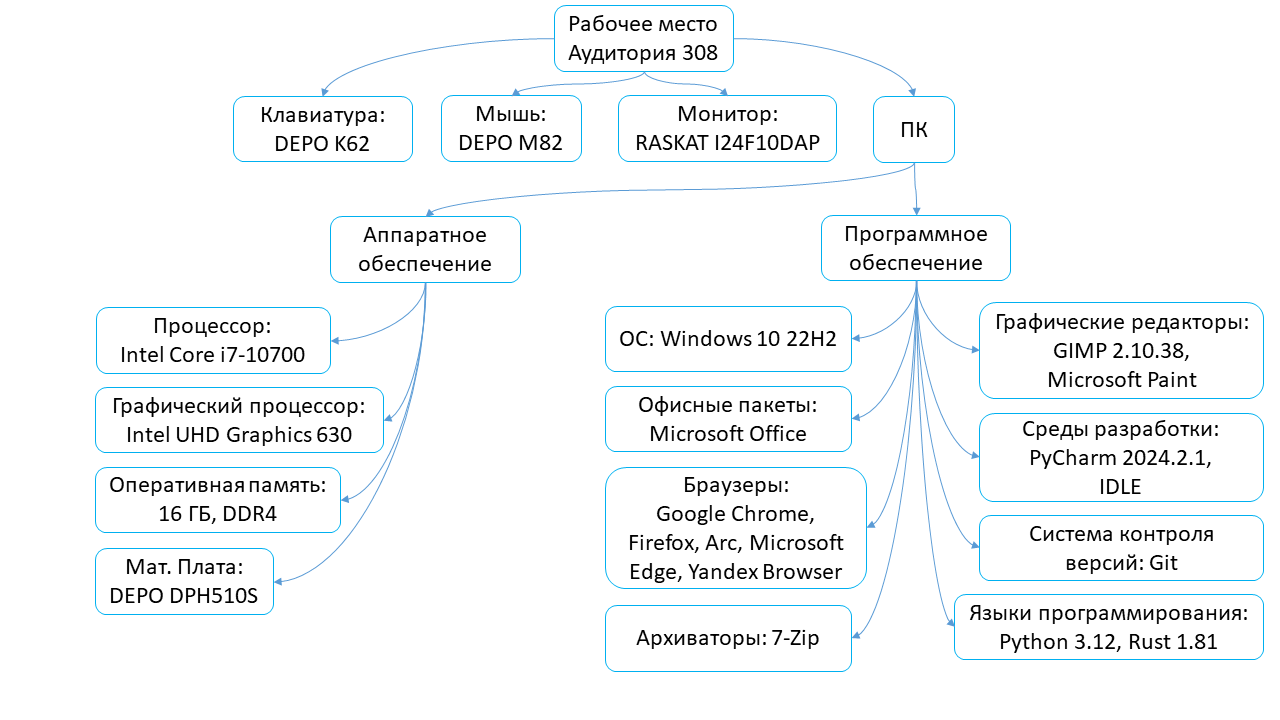 Рабочее место
Аудитория 308
Клавиатура:
DEPO K62
Мышь:
DEPO M82
Монитор:
RASKAT I24F10DAP
ПК
Аппаратное
обеспечение
Программное
обеспечение
Процессор:
Intel Core i7-10700
Графический процессор:
Intel UHD Graphics 630
Оперативная память:
16 ГБ, DDR4
Мат. Плата:
DEPO DPH510S
ОС: Windows 10 22H2
Офисные пакеты:
Microsoft Office
Браузеры:
Google Chrome,
Firefox, Arc, Microsoft
Edge, Yandex Browser
Архиваторы: 7-Zip
Графические редакторы:
GIMP 2.10.38,
Microsoft Paint
Среды разработки:
PyCharm 2024.2.1,
IDLE
Система контроля
версий: Git
Языки программирования:
Python 3.12, Rust 1.81